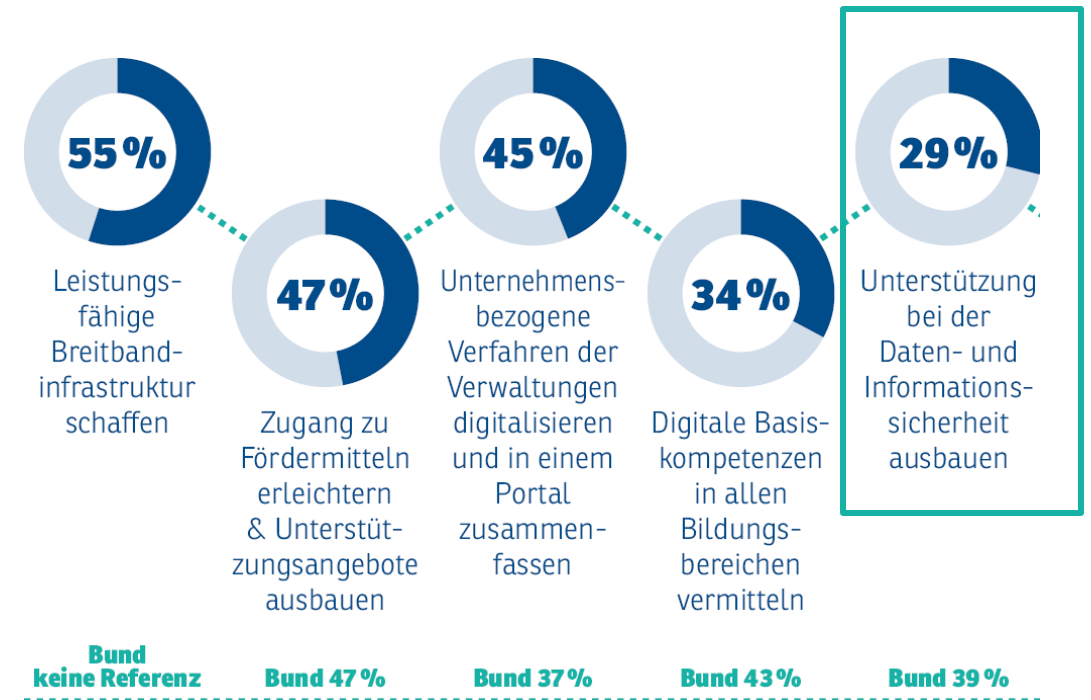 55 %
Leistungs-
fähige
Breitband-
infrastruktur
schaffen
Bund
keine Referenz
47 %
Zugang zu
Fördermitteln
erleichtern
& Unterstüt-
zungsangebote
ausbauen
Bund 47 %
45 %
Unternehmens-
bezogene
Verfahren der
Verwaltungen
digitalisieren
und in einem
Portal
zusammen-
fassen
Bund 37 %
34 %
Digitale Basis-
kompetenzen
in allen
Bildungs-
bereichen
vermitteln
Bund 43 %
29 %
Unterstützung
bei der
Daten- und
Informations-
sicherheit
ausbauen
Bund 39 %